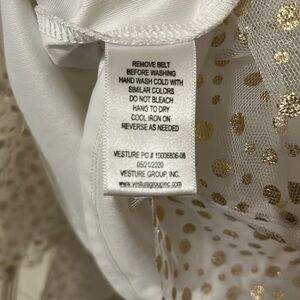 REMOVE BELT
BEFORE WASHING
HAND WASH COLD WITH
SIMILAR COLORS
DO NOT BLEACH
HANG TO DRY
COOL IRON ON
REVERSE AS NEEDED
VESTURE PO # 10006806-08
05/21/2020
VESTURE GROUP, INC.
www.vesturegroupinc.com